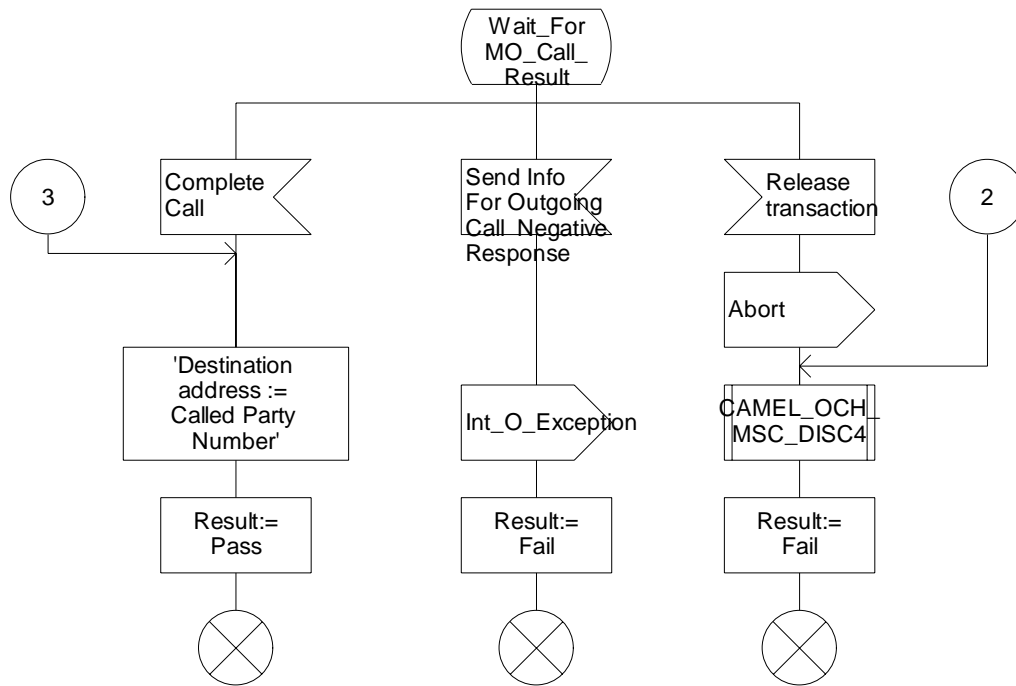 Wait_For
MO_Call_
Result
3
Complete
Call
Send Info
For Outgoing
Call Negative
Response
Release
transaction
2
Abort
'Destination
address :=
Called Party
Number'
Int_O_Exception
CAMEL_OCH_
MSC_DISC4
Result:=
Pass
Result:=
Fail
Result:=
Fail